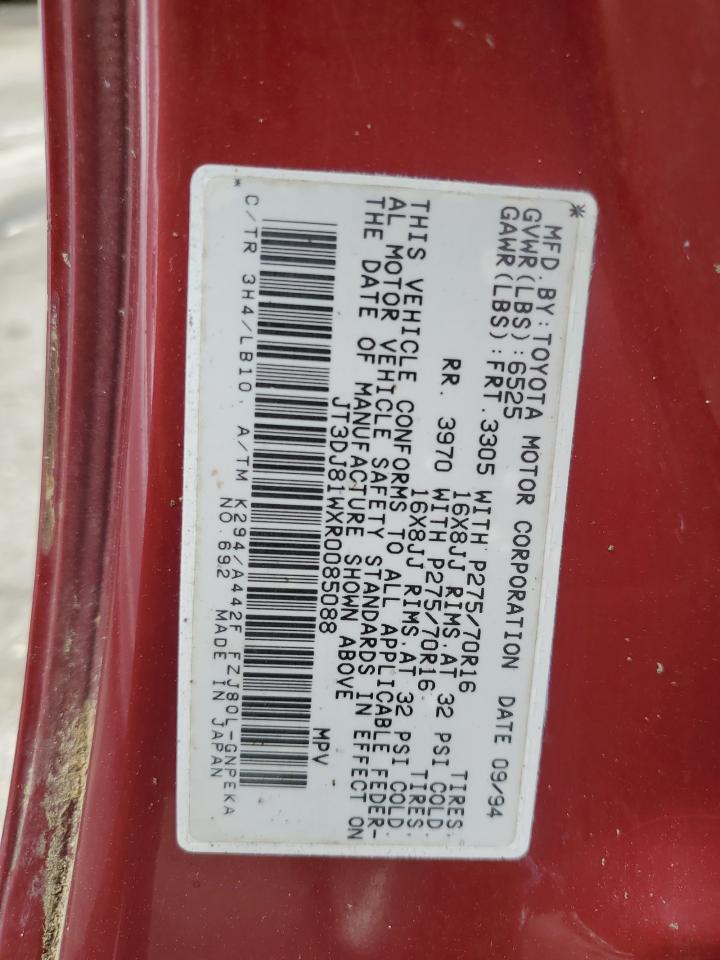 MFD. BY: TOYOTA MOTOR CORPORATION DATE 09/94
GVWR(LBS): 6525
GAWR(LBS): FRT. 3305 WITH P275/70R16 TIRES.
16X8JJ RIMS. AT 32 PSI COLD.
RR. 3970 WITH P275/70R16 TIRES.
16X8JJ RIMS. AT 32 PSI COLD.
THIS VEHICLE CONFORMS TO ALL APPLICABLE FEDER-
AL MOTOR VEHICLE SAFETY STANDARDS IN EFFECT ON
THE DATE OF MANUFACTURE SHOWN ABOVE
JT3DJ81WXR0085088 MPV
* *
C/TR 3H4/LB10, A/TM K294/A442F FZJ80L-GNPEKA
NO.692 MADE IN JAPAN